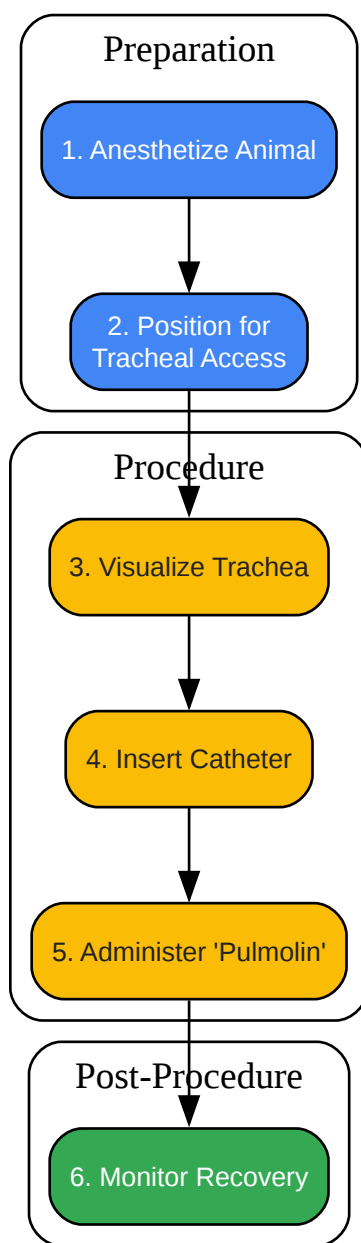 Preparation
1. Anesthetize Animal
2. Position for
Tracheal Access
Procedure
3. Visualize Trachea
4. Insert Catheter
5. Administer 'Pulmolin'
Post-Procedure
6. Monitor Recovery